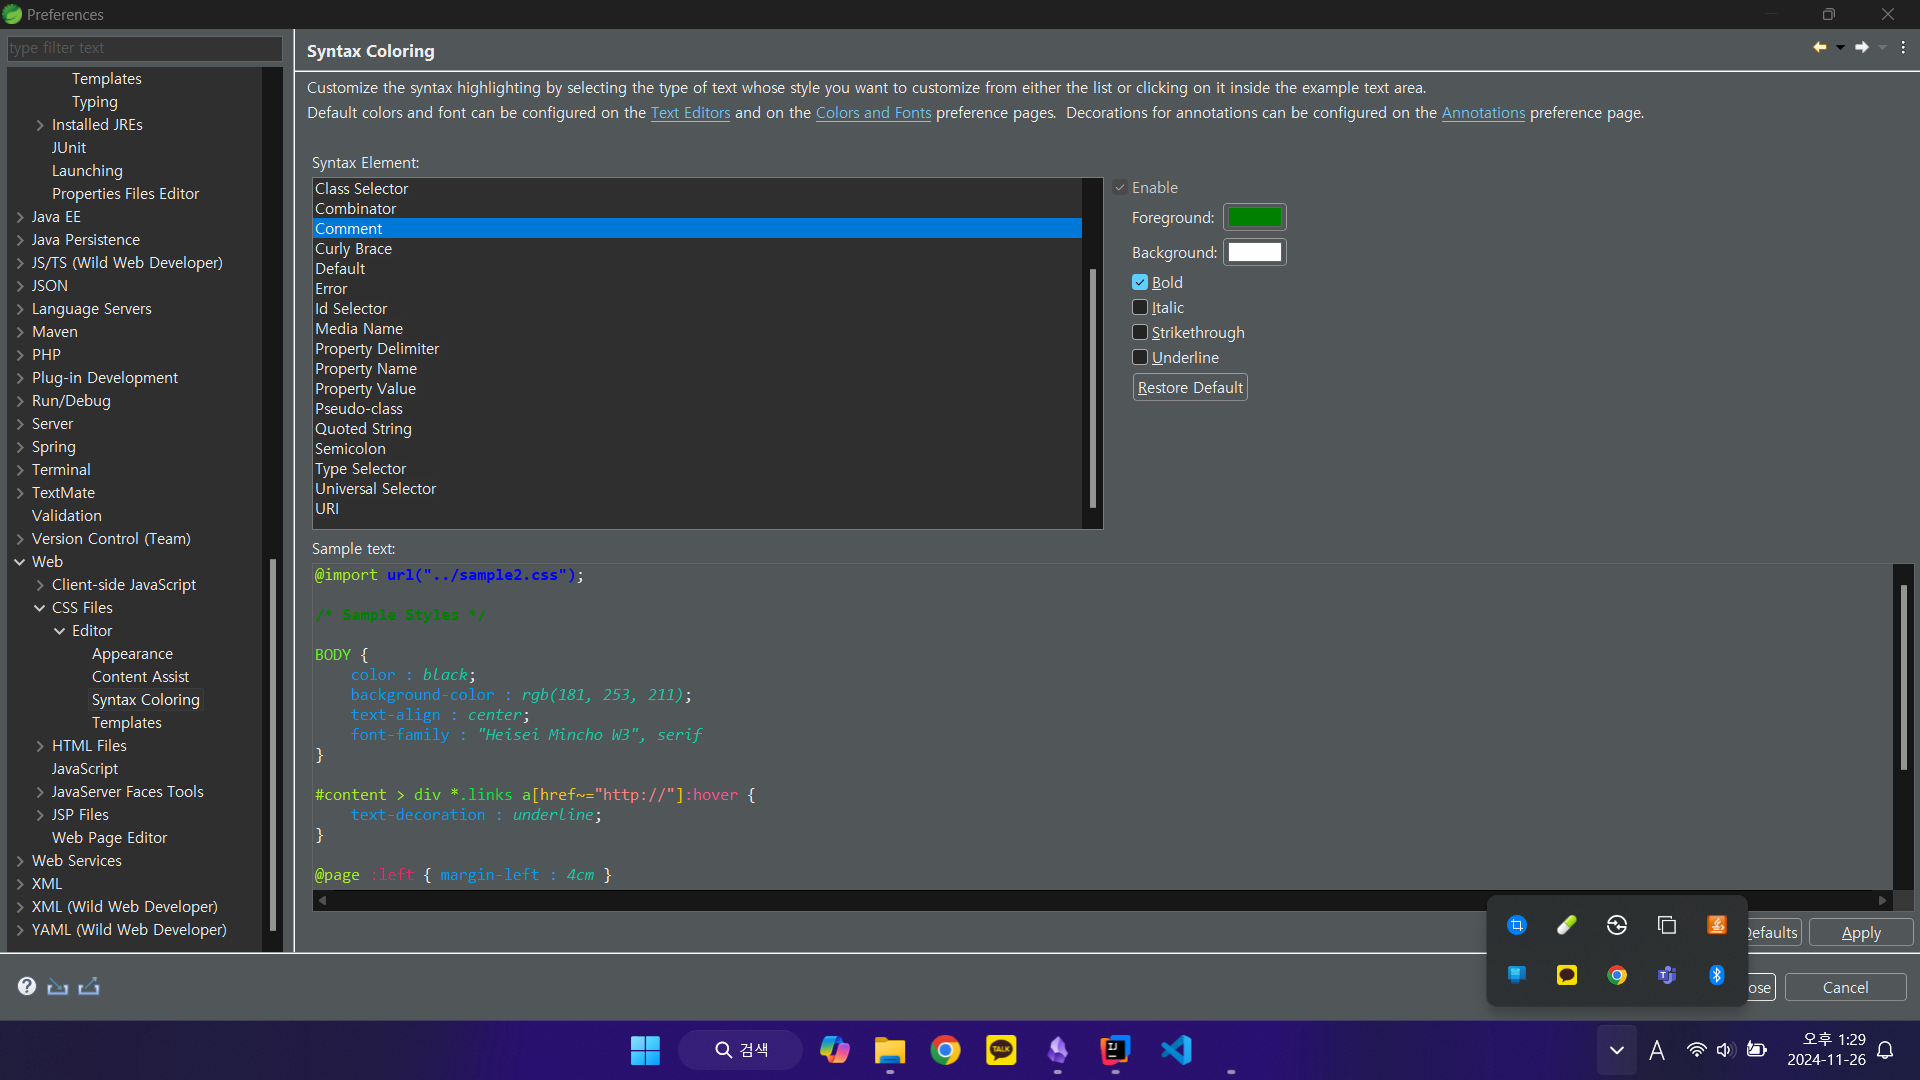 Preferences
type filter text
Templates
Typing
Installed JREs
JUnit
Launching
Properties Files Editor
Java EE
Java Persistence
JS/TS (Wild Web Developer)
JSON
Language Servers
Maven
PHP
Plug-in Development
Run/Debug
Server
Spring
Terminal
TextMate
Validation
Version Control (Team)
Web
Client-side JavaScript
CSS Files
Editor
Appearance
Content Assist
Syntax Coloring
Templates
HTML Files
JavaScript
JavaServer Faces Tools
JSP Files
Web Page Editor
Web Services
XML
XML (Wild Web Developer)
YAML (Wild Web Developer)
Syntax Coloring
Customize the syntax highlighting by selecting the type of text whose style you want to customize from either the list or clicking on it inside the example text area.
Default colors and font can be configured on the Text Editors and on the Colors and Fonts preference pages. Decorations for annotations can be configured on the Annotations preference page.
Syntax Element:
Class Selector
Combinator
Comment
Curly Brace
Default
Error
Id Selector
Media Name
Property Delimiter
Property Name
Property Value
Pseudo-class
Quoted String
Semicolon
Type Selector
Universal Selector
URI
Enable
Foreground:
Background:
Bold
Italic
Strikethrough
Underline
Restore Default
Sample text:
@import url("../sample2.css");
/* Sample Styles */
BODY {
color : black;
background-color : rgb(181, 253, 211);
text-align : center;
font-family : "Heisei Mincho W3", serif
}
#content > div *.links a[href~="http://"]:hover {
text-decoration : underline;
}
@page :left { margin-left : 4cm }
Defaults
Apply
ose
Cancel
검색
TALK
IJ
A
오후 1:29
2024-11-26